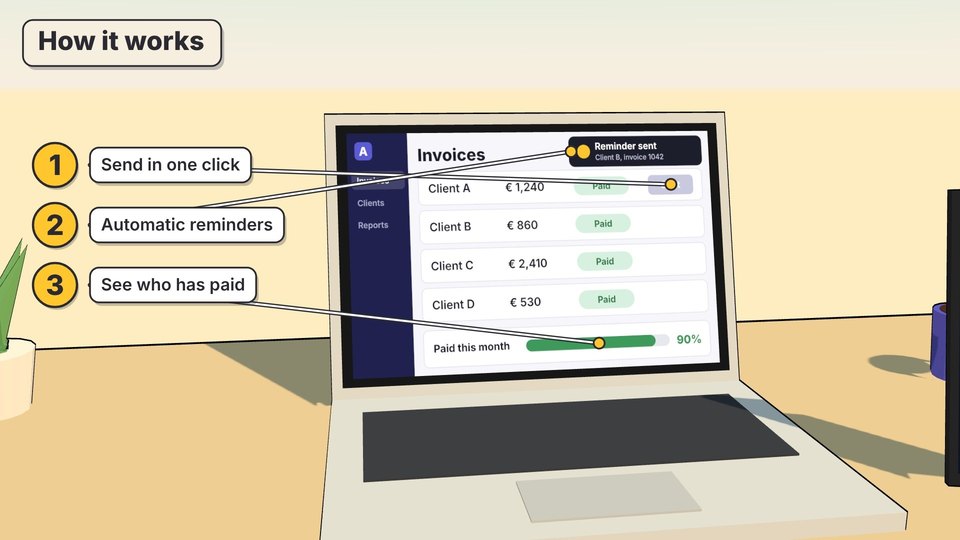 How it works
1 Send in one click
2 Automatic reminders
3 See who has paid
A
Invoices
Reminder sent
Client B, invoice 1042
Clients
Reports
Client A € 1,240 Paid
Client B € 860 Paid
Client C € 2,410 Paid
Client D € 530 Paid
Paid this month 90%